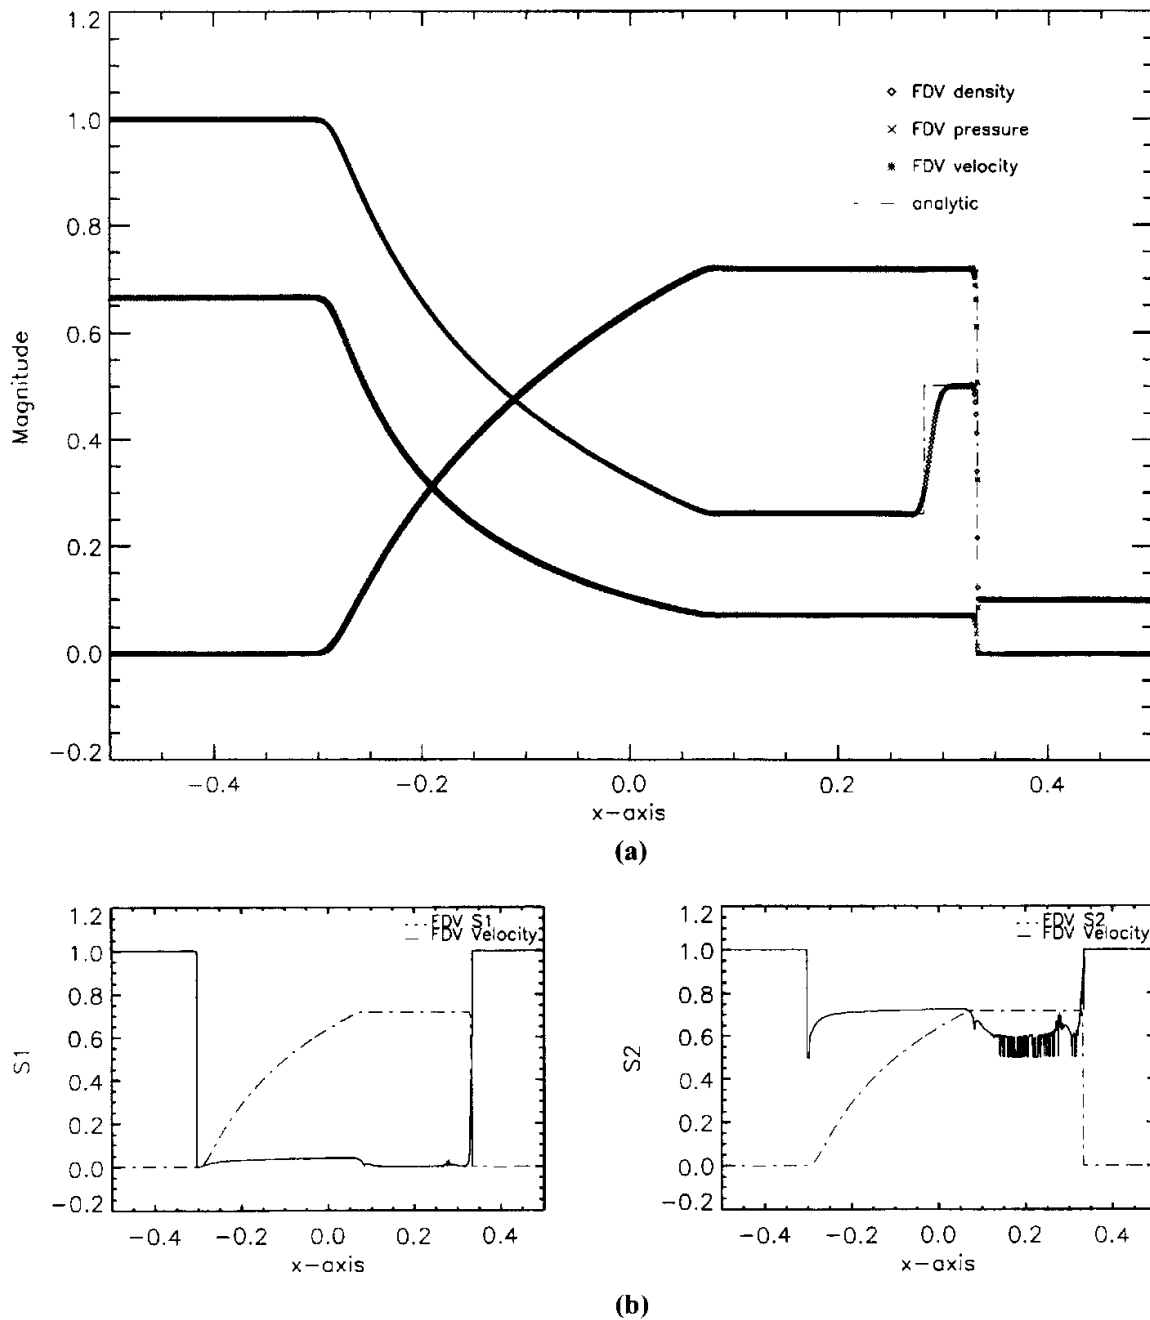 1.2
FDV density
1.0
FDV pressure
FDV velocity
analytic
0.8
0.6
Magnitude
0.4
0.2
0.0
-0.2
-0.4 -0.2 0.0 0.2 0.4
x-axis
(a)
1.2
FDV S1
FDV Velocity
1.0
0.8
0.6
S1
0.4
0.2
0.0
-0.2
-0.4 -0.2 0.0 0.2 0.4
x-axis
1.2
FDV S2
FDV Velocity
1.0
0.8
0.6
S2
0.4
0.2
0.0
-0.2
-0.4 -0.2 0.0 0.2 0.4
x-axis
(b)